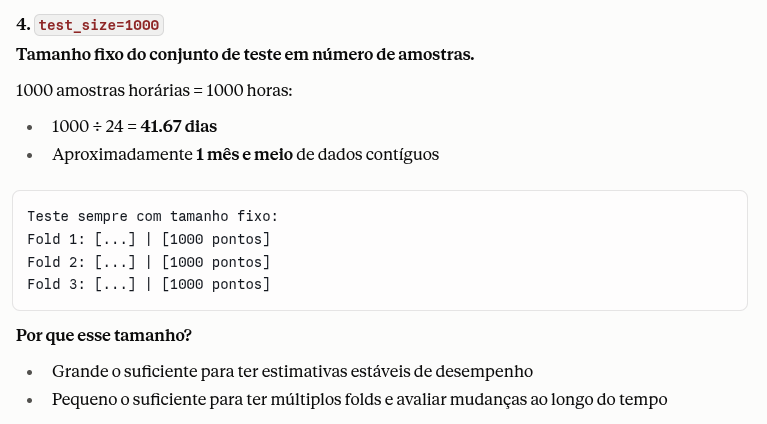 4. test_size=1000
Tamanho fixo do conjunto de teste em número de amostras.
1000 amostras horárias = 1000 horas:
• 1000 ÷ 24 = 41.67 dias
• Aproximadamente 1 mês e meio de dados contíguos
Teste sempre com tamanho fixo:
Fold 1: [...] | [1000 pontos]
Fold 2: [...] | [1000 pontos]
Fold 3: [...] | [1000 pontos]
Por que esse tamanho?
• Grande o suficiente para ter estimativas estáveis de desempenho
• Pequeno o suficiente para ter múltiplos folds e avaliar mudanças ao longo do tempo